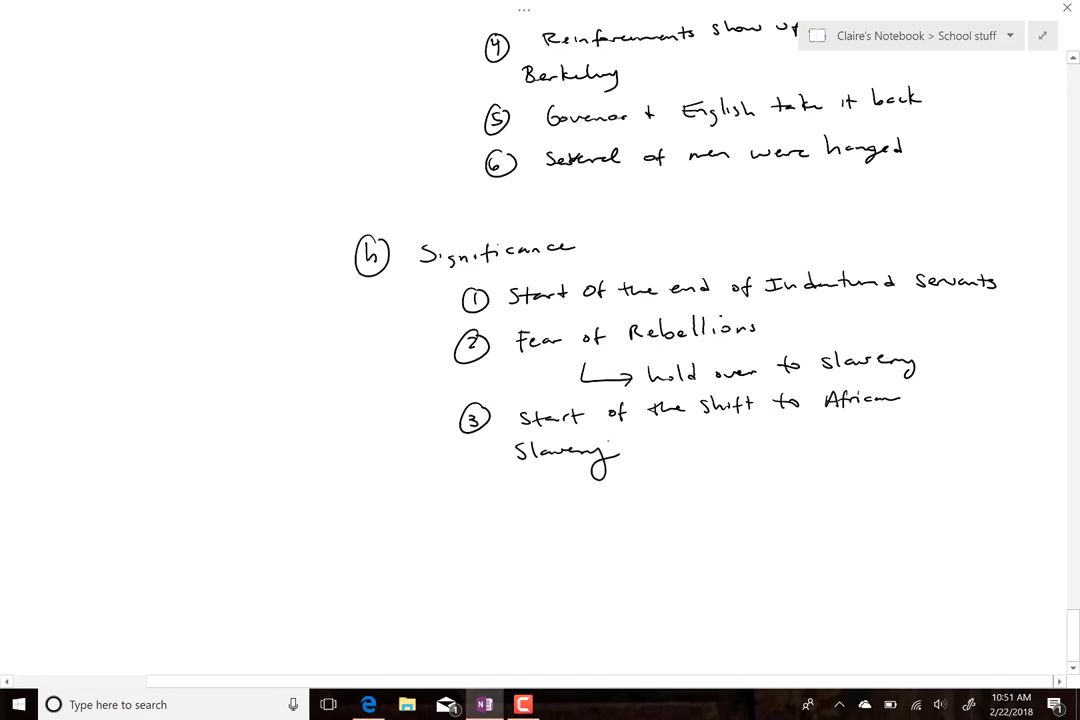 ...
④ Reinforcements show up
Claire's Notebook > School stuff
Berkeley
⑤ Govenor + English take it back
⑥ Several of men were hanged
ⓗ Significance
① Start of the end of Indentured Servants
② Fear of Rebellions
↳ hold over to slavery
③ Start of the shift to African
Slavery
Type here to search
10:51 AM
2/22/2018